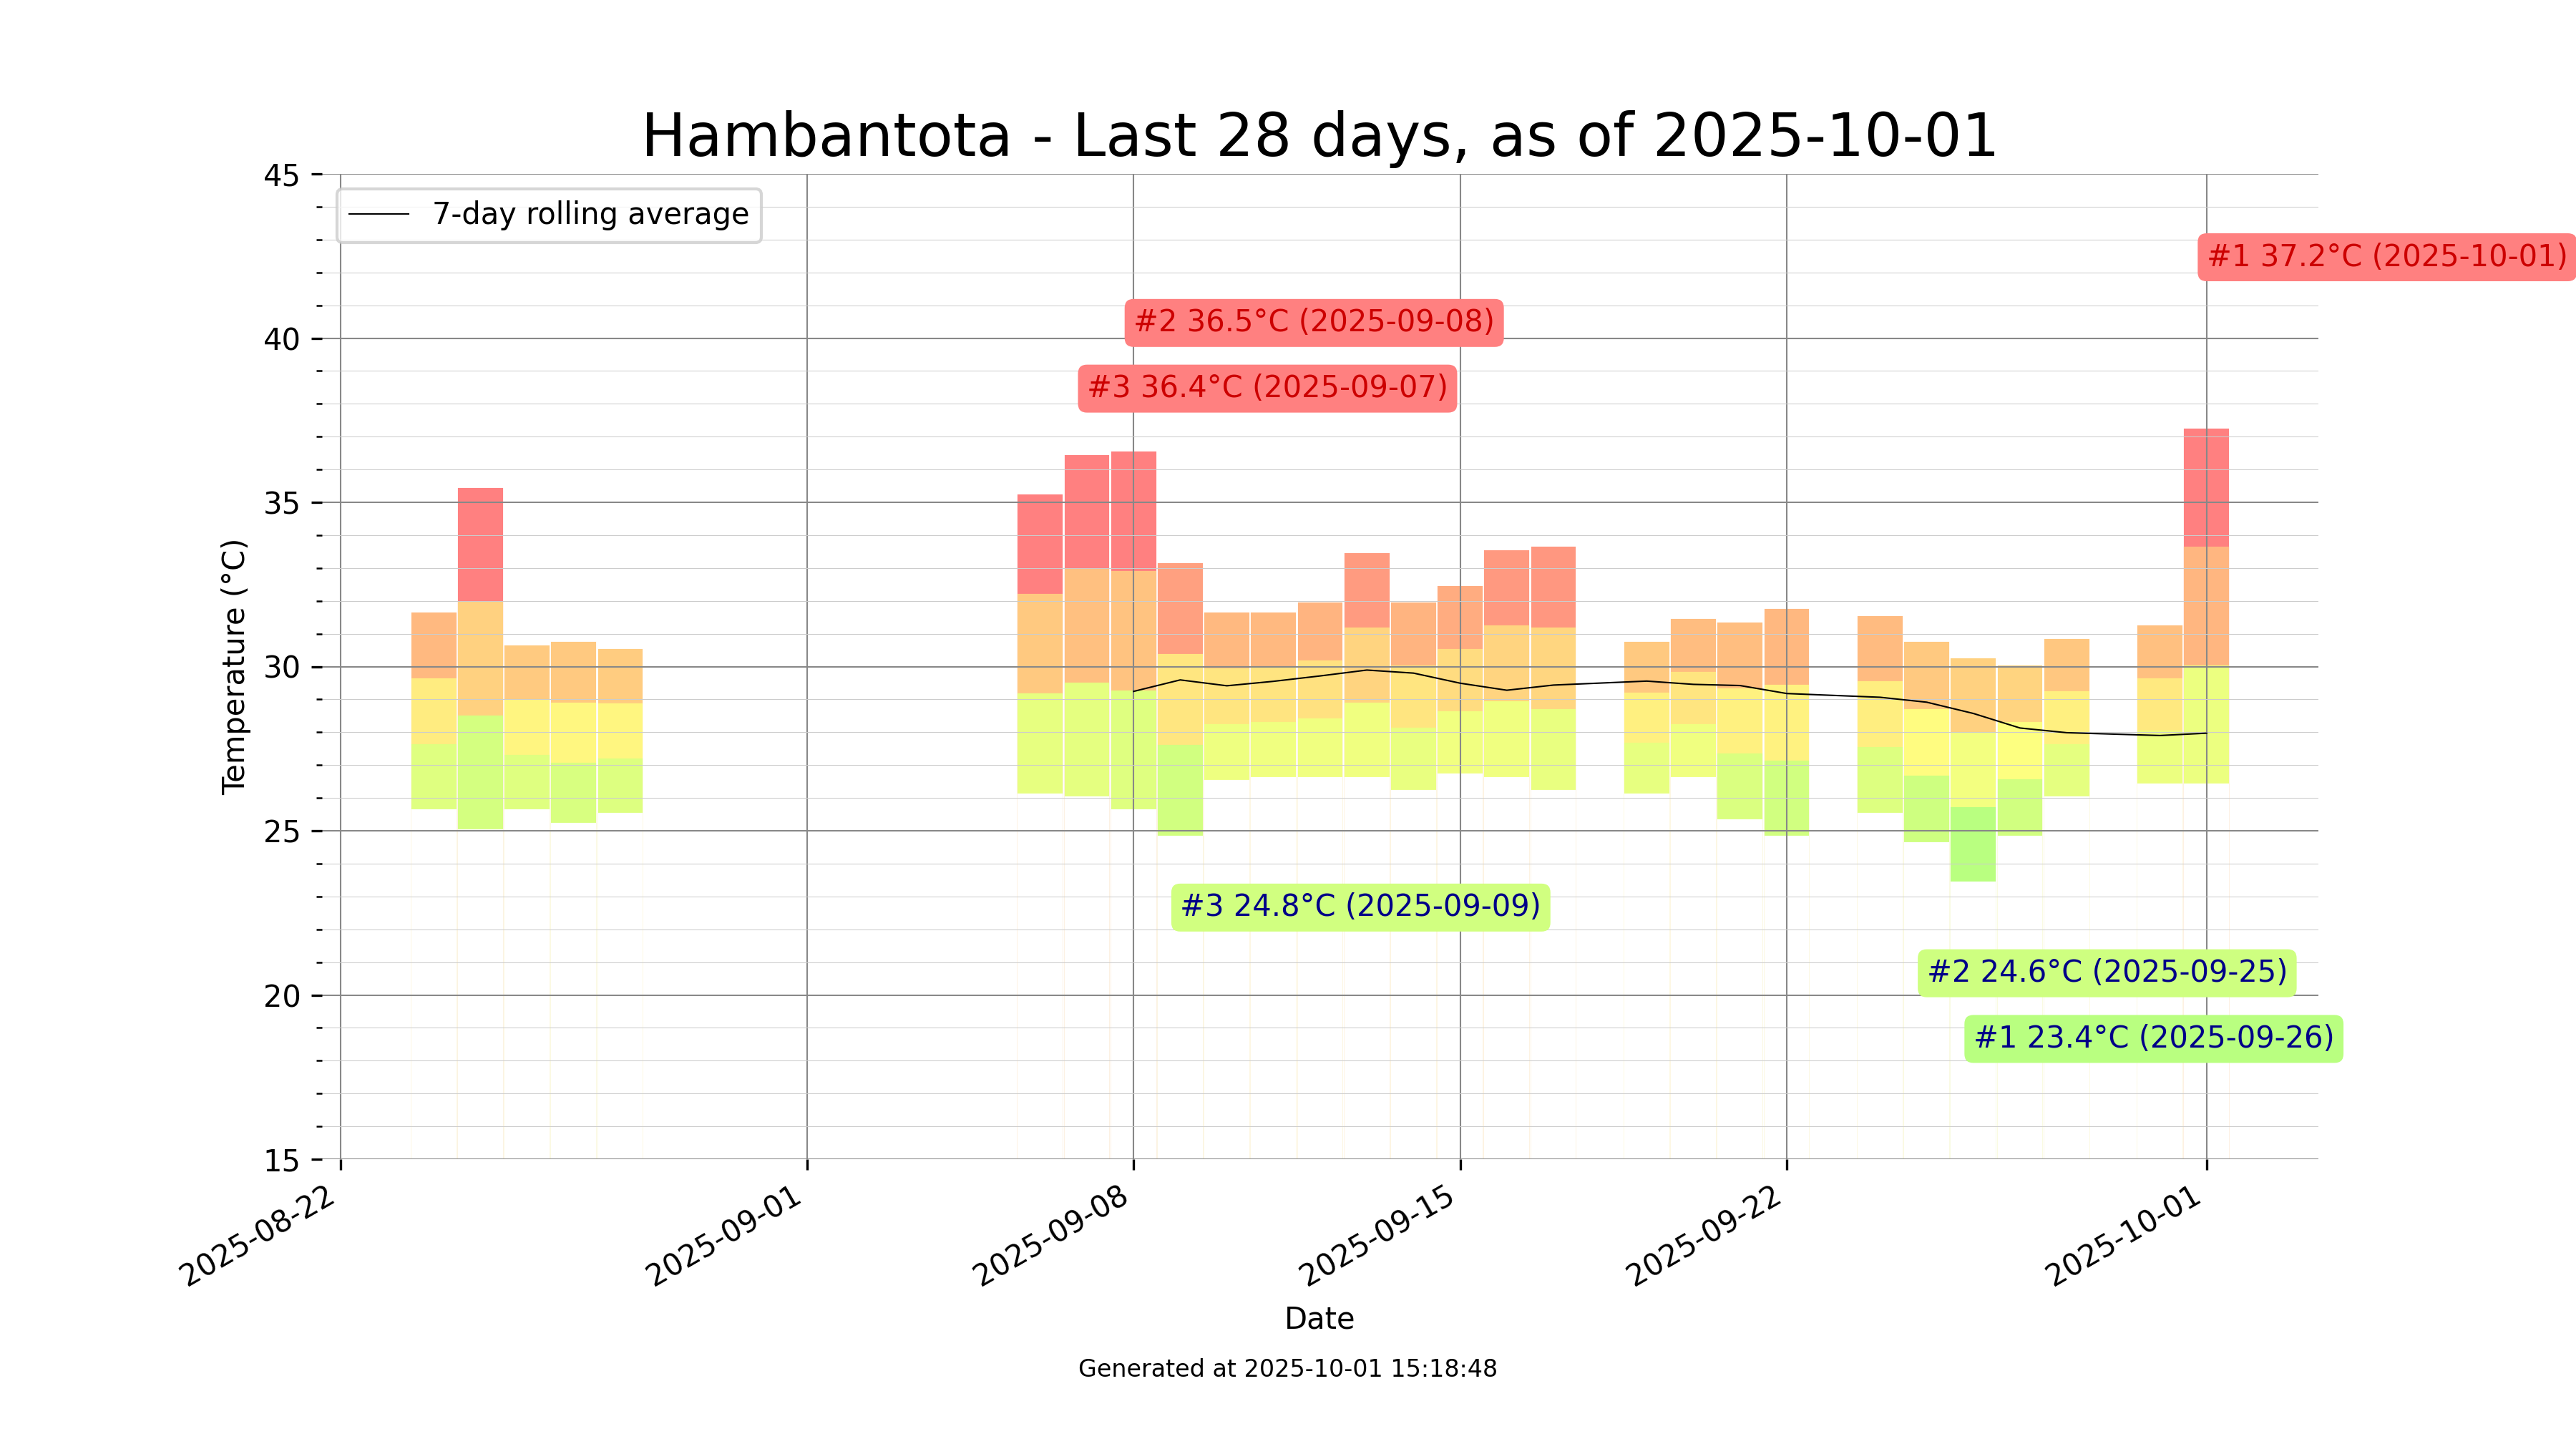 Hambantota - Last 28 days, as of 2025-10-01
45
7-day rolling average
#1 37.2°C (2025-10-01)
#2 36.5°C (2025-09-08)
40
#3 36.4°C (2025-09-07)
35
30
Temperature (°C)
25
#3 24.8°C (2025-09-09)
#2 24.6°C (2025-09-25)
20
#1 23.4°C (2025-09-26)
15
2025-08-22
2025-09-01
2025-09-08
2025-09-15
2025-09-22
2025-10-01
Date
Generated at 2025-10-01 15:18:48